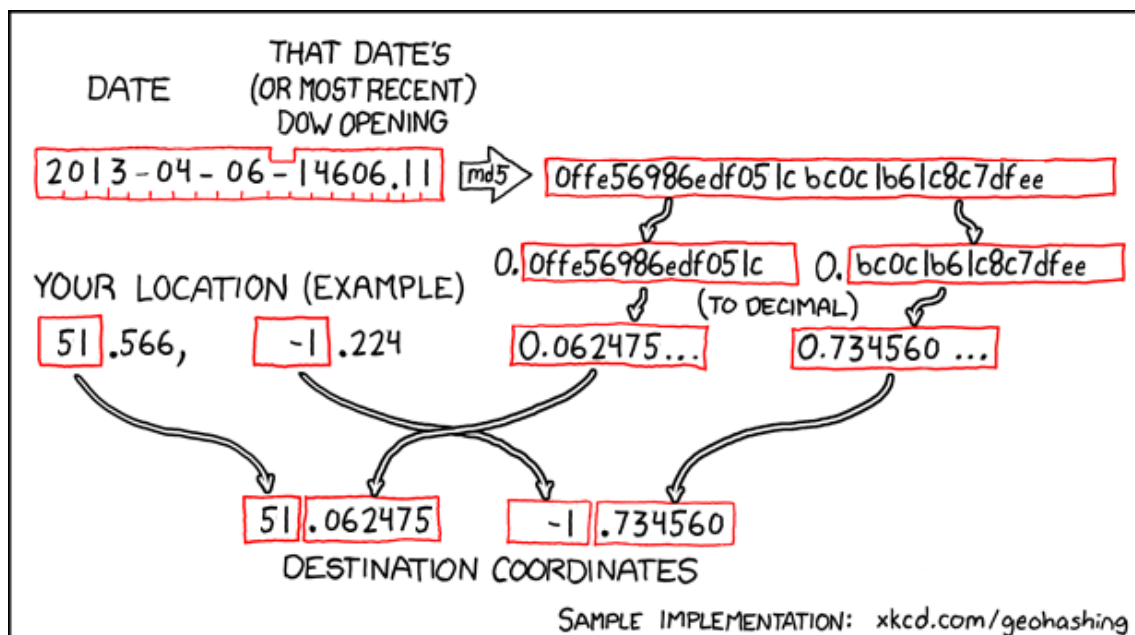 DATE
THAT DATE'S
(OR MOST RECENT)
DOW OPENING
2013-04-06-14606.11
md5
0ffe56986edf051c bc0c1b61c8c7dfee
0.0ffe56986edf051c
0.bc0c1b61c8c7dfee
(TO DECIMAL)
0.062475...
0.734560 ...
YOUR LOCATION (EXAMPLE)
51.566, -1.224
51.062475
-1.734560
DESTINATION COORDINATES
SAMPLE IMPLEMENTATION: xkcd.com/geohashing